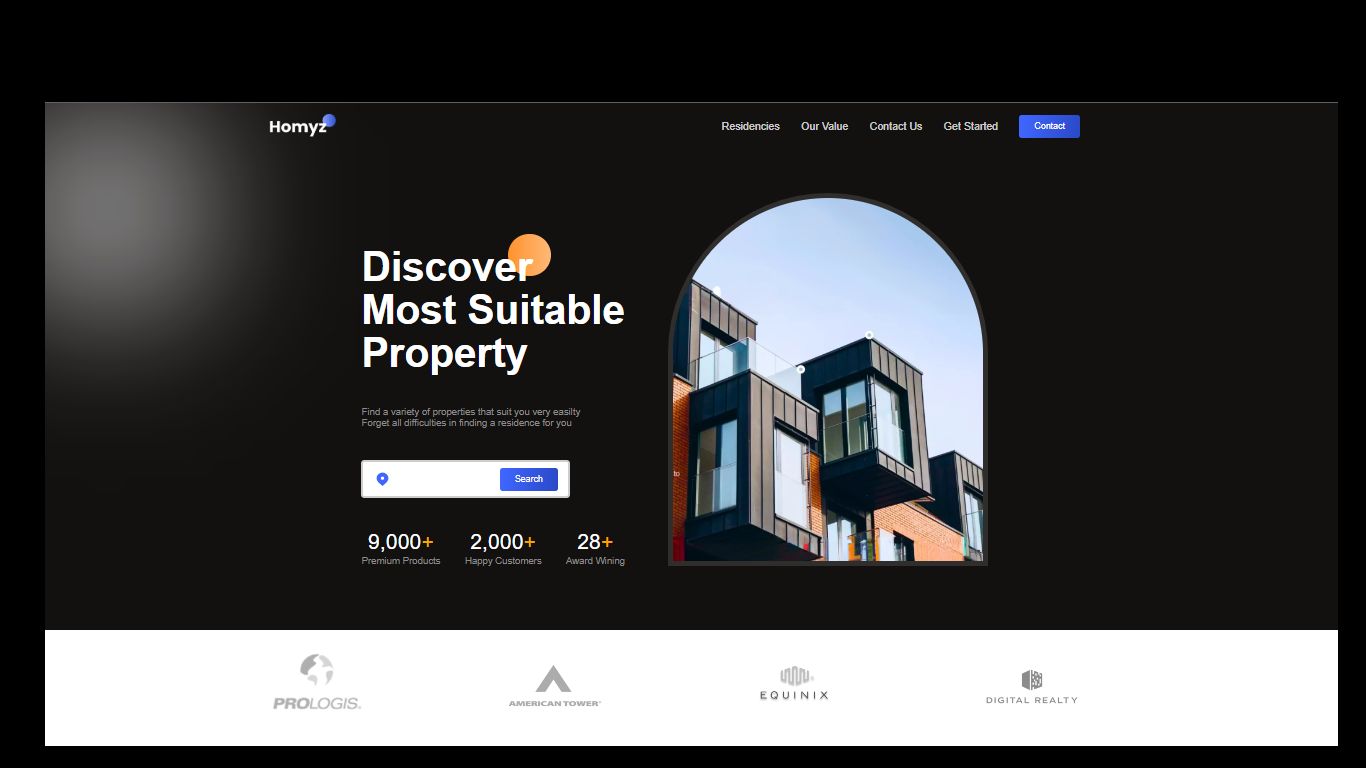 Homyz
Residencies Our Value Contact Us Get Started Contact
Discover
Most Suitable
Property
Find a variety of properties that suit you very easilty
Forget all difficulties in finding a residence for you
Search
to
9,000+ 2,000+ 28+
Premium Products Happy Customers Award Wining
PROLOGIS.
AMERICAN TOWER
EQUINIX
DIGITAL REALTY